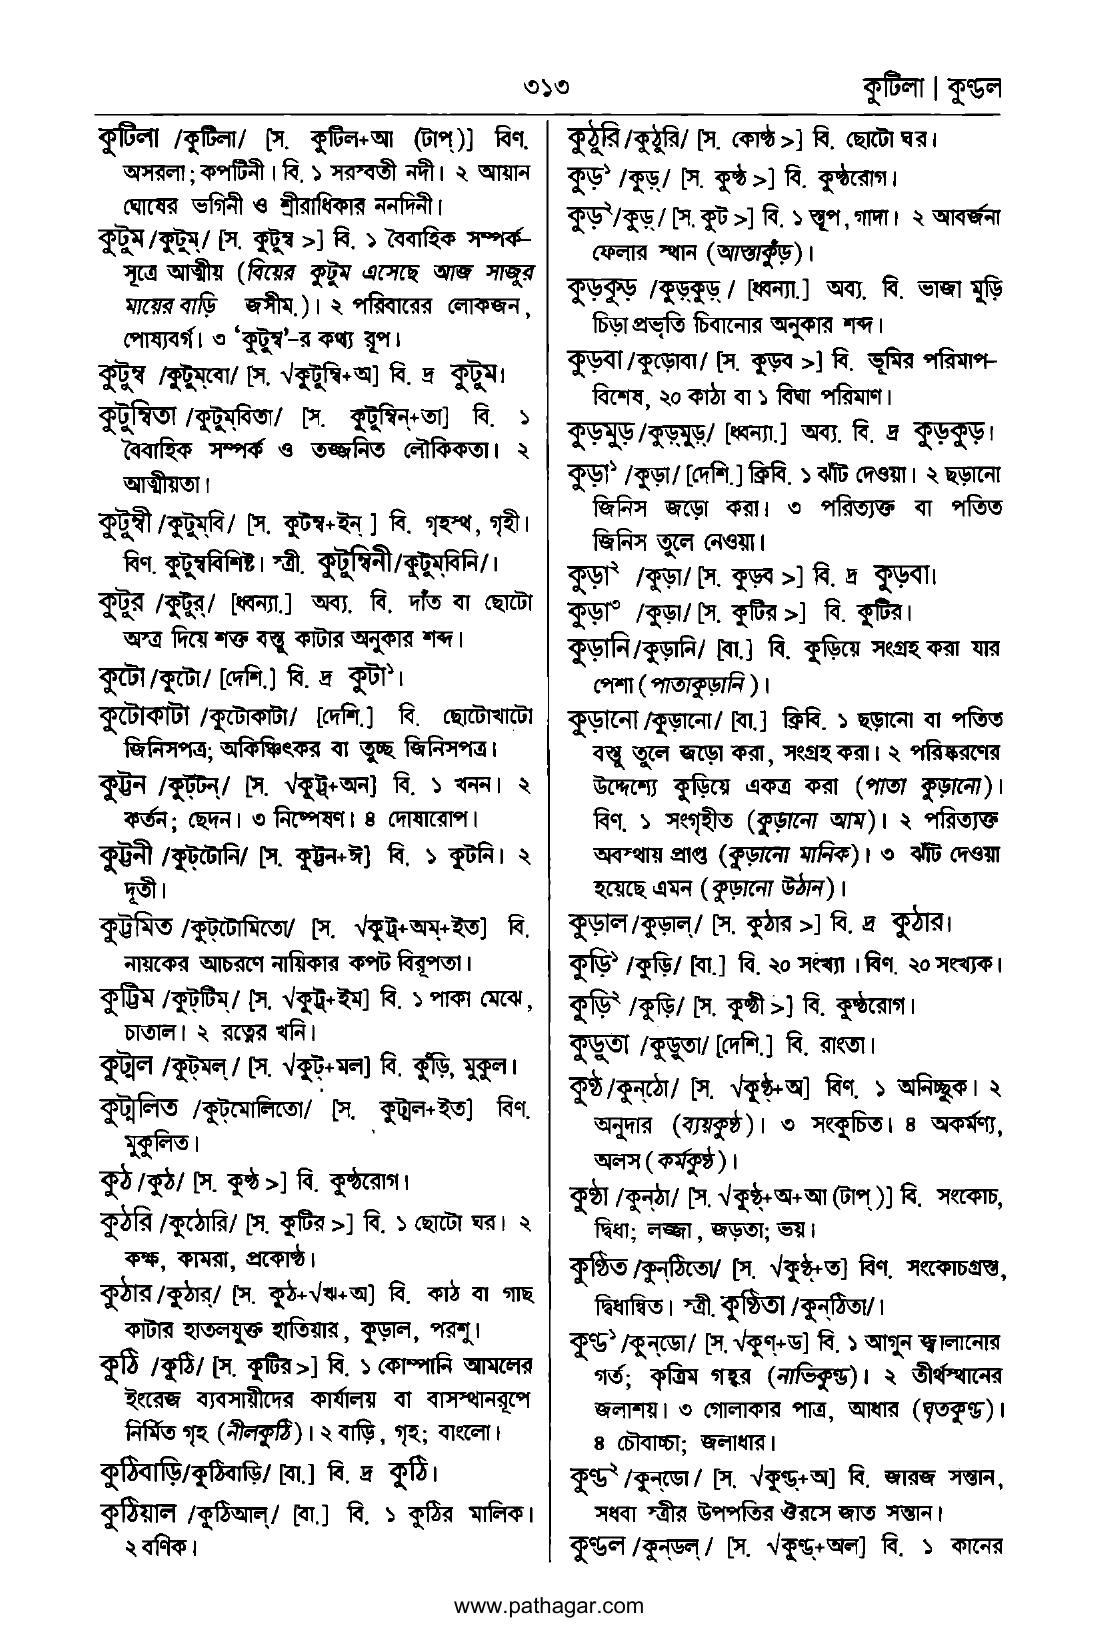 ৩১৩
কুটিলা | কুণ্ডল
কুটিলা /কুটিলা/ [স. কুটিল+আ (টাপ্)] বিণ.
অসরলা; কপটিনী। বি. ১ সরস্বতী নদী। ২ আয়ান
ঘোষের ভগিনী ও শ্রীরাধিকার ননদিনী।
কুটুম /কুটুম্/ [স. কুটুম্ব >] বি. ১ বৈবাহিক সম্পর্ক-
সূত্রে আত্মীয় (বিয়ের কুটুম এসেছে আজ সাজুর
মায়ের বাড়ি জসীম.)। ২ পরিবারের লোকজন,
পোষ্যবর্গ। ৩ ‘কুটুম্ব’-র কথ্য রূপ।
কুটুম্ব /কুটুম্‌বো/ [স. √কুটুম্বি+অ] বি. দ্র কুটুম।
কুটুম্বিতা /কুটুম্‌বিতা/ [স. কুটুম্বিন্+তা] বি. ১
বৈবাহিক সম্পর্ক ও তজ্জনিত লৌকিকতা। ২
আত্মীয়তা।
কুটুম্বী /কুটুম্‌বি/ [স. কুটম্ব+ইন্ ] বি. গৃহস্থ, গৃহী।
বিণ. কুটুম্ববিশিষ্ট। স্ত্রী. কুটুম্বিনী/কুটুম্‌বিনি/।
কুটুর /কুটুর্/ [ধ্বন্যা.] অব্য. বি. দাঁত বা ছোটো
অস্ত্র দিয়ে শক্ত বস্তু কাটার অনুকার শব্দ।
কুটো /কুটো/ [দেশি.] বি. দ্র কুটা১।
কুটোকাটা /কুটোকাটা/ [দেশি.] বি. ছোটোখাটো
জিনিসপত্র; অকিঞ্চিৎকর বা তুচ্ছ জিনিসপত্র।
কুট্টন /কুট্‌টন্/ [স. √কুট্ট্+অন] বি. ১ খনন। ২
কর্তন; ছেদন। ৩ নিষ্পেষণ। ৪ দোষারোপ।
কুট্টনী /কুট্‌টোনি/ [স. কুট্টন+ঈ] বি. ১ কুটনি। ২
দূতী।
কুট্টমিত /কুট্‌টোমিতো/ [স. √কুট্ট্+অম্+ইত] বি.
নায়কের আচরণে নায়িকার কপট বিরূপতা।
কুট্টিম /কুট্‌টিম্/ [স. √কুট্ট্+ইম] বি. ১ পাকা মেঝে,
চাতাল। ২ রত্নের খনি।
কুট্মল /কুট্‌মল্/ [স. √কুট্+মল] বি. কুঁড়ি, মুকুল।
কুট্মলিত /কুট্‌মোলিতো/ [স. কুট্মল+ইত] বিণ.
মুকুলিত।
কুঠ /কুঠ্/ [স. কুষ্ঠ >] বি. কুষ্ঠরোগ।
কুঠরি /কুঠোরি/ [স. কুটির >] বি. ১ ছোটো ঘর। ২
কক্ষ, কামরা, প্রকোষ্ঠ।
কুঠার /কুঠার্/ [স. কুঠ+√ঋ+অ] বি. কাঠ বা গাছ
কাটার হাতলযুক্ত হাতিয়ার, কুড়াল, পরশু।
কুঠি /কুঠি/ [স. কুটির >] বি. ১ কোম্পানি আমলের
ইংরেজ ব্যবসায়ীদের কার্যালয় বা বাসস্থানরূপে
নির্মিত গৃহ (নীলকুঠি)। ২ বাড়ি, গৃহ; বাংলো।
কুঠিবাড়ি/কুঠিবাড়ি/ [বা.] বি. দ্র কুঠি।
কুঠিয়াল /কুঠিআল্/ [বা.] বি. ১ কুঠির মালিক।
২ বণিক।
কুঠুরি /কুঠুরি/ [স. কোষ্ঠ >] বি. ছোটো ঘর।
কুড়১ /কুড়্/ [স. কুষ্ঠ >] বি. কুষ্ঠরোগ।
কুড়২/কুড়্/ [স. কুট >] বি. ১ স্তূপ, গাদা। ২ আবর্জনা
ফেলার স্থান (আস্তাকুঁড়)।
কুড়কুড় /কুড়্‌কুড়্ / [ধ্বন্যা.] অব্য. বি. ভাজা মুড়ি
চিড়া প্রভৃতি চিবানোর অনুকার শব্দ।
কুড়বা /কুড়োবা/ [স. কুড়ব >] বি. ভূমির পরিমাপ-
বিশেষ, ২০ কাঠা বা ১ বিঘা পরিমাণ।
কুড়মুড় /কুড়্‌মুড়্/ [ধ্বন্যা.] অব্য. বি. দ্র কুড়কুড়।
কুড়া১ /কুড়া/ [দেশি.] ক্রিবি. ১ ঝাঁট দেওয়া। ২ ছড়ানো
জিনিস জড়ো করা। ৩ পরিত্যক্ত বা পতিত
জিনিস তুলে নেওয়া।
কুড়া২ /কুড়া/ [স. কুড়ব >] বি. দ্র কুড়বা।
কুড়া৩ /কুড়া/ [স. কুটির >] বি. কুটির।
কুড়ানি /কুড়ানি/ [বা.] বি. কুড়িয়ে সংগ্রহ করা যার
পেশা (পাতাকুড়ানি )।
কুড়ানো /কুড়ানো/ [বা.] ক্রিবি. ১ ছড়ানো বা পতিত
বস্তু তুলে জড়ো করা, সংগ্রহ করা। ২ পরিষ্করণের
উদ্দেশ্যে কুড়িয়ে একত্র করা (পাতা কুড়ানো)।
বিণ. ১ সংগৃহীত (কুড়ানো আম)। ২ পরিত্যক্ত
অবস্থায় প্রাপ্ত (কুড়ানো মানিক)। ৩ ঝাঁট দেওয়া
হয়েছে এমন (কুড়ানো উঠান)।
কুড়াল /কুড়াল্/ [স. কুঠার >] বি. দ্র কুঠার।
কুড়ি১ /কুড়ি/ [বা.] বি. ২০ সংখ্যা । বিণ. ২০ সংখ্যক।
কুড়ি২ /কুড়ি/ [স. কুষ্ঠী >] বি. কুষ্ঠরোগ।
কুড়ুতা /কুড়ুতা/ [দেশি.] বি. রাংতা।
কুণ্ঠ /কুন্‌ঠো/ [স. √কুণ্ঠ্+অ] বিণ. ১ অনিচ্ছুক। ২
অনুদার (ব্যয়কুণ্ঠ)। ৩ সংকুচিত। ৪ অকর্মণ্য,
অলস (কর্মকুণ্ঠ)।
কুণ্ঠা /কুন্‌ঠা/ [স. √কুণ্ঠ্+অ+আ (টাপ্ )] বি. সংকোচ,
দ্বিধা; লজ্জা , জড়তা; ভয়।
কুণ্ঠিত /কুন্‌ঠিতো/ [স. √কুণ্ঠ্+ত] বিণ. সংকোচগ্রস্ত,
দ্বিধান্বিত। স্ত্রী. কুণ্ঠিতা /কুন্‌ঠিতা/।
কুণ্ড১ /কুন্‌ডো/ [স. √কুণ্+ড] বি. ১ আগুন জ্বালানোর
গর্ত; কৃত্রিম গহ্বর (নাভিকুণ্ড)। ২ তীর্থস্থানের
জলাশয়। ৩ গোলাকার পাত্র, আধার (ঘৃতকুণ্ড)।
৪ চৌবাচ্চা; জলাধার।
কুণ্ড২ /কুন্‌ডো/ [স. √কুণ্ড্+অ] বি. জারজ সন্তান,
সধবা স্ত্রীর উপপতির ঔরসে জাত সন্তান।
কুণ্ডল /কুন্‌ডল্ / [স. √কুণ্ড্+অল] বি. ১ কানের
www.pathagar.com